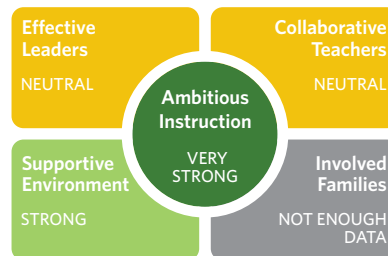 Effective
Leaders
NEUTRAL
Collaborative
Teachers
NEUTRAL
Ambitious
Instruction
VERY
STRONG
Supportive
Environment
STRONG
Involved
Families
NOT ENOUGH
DATA